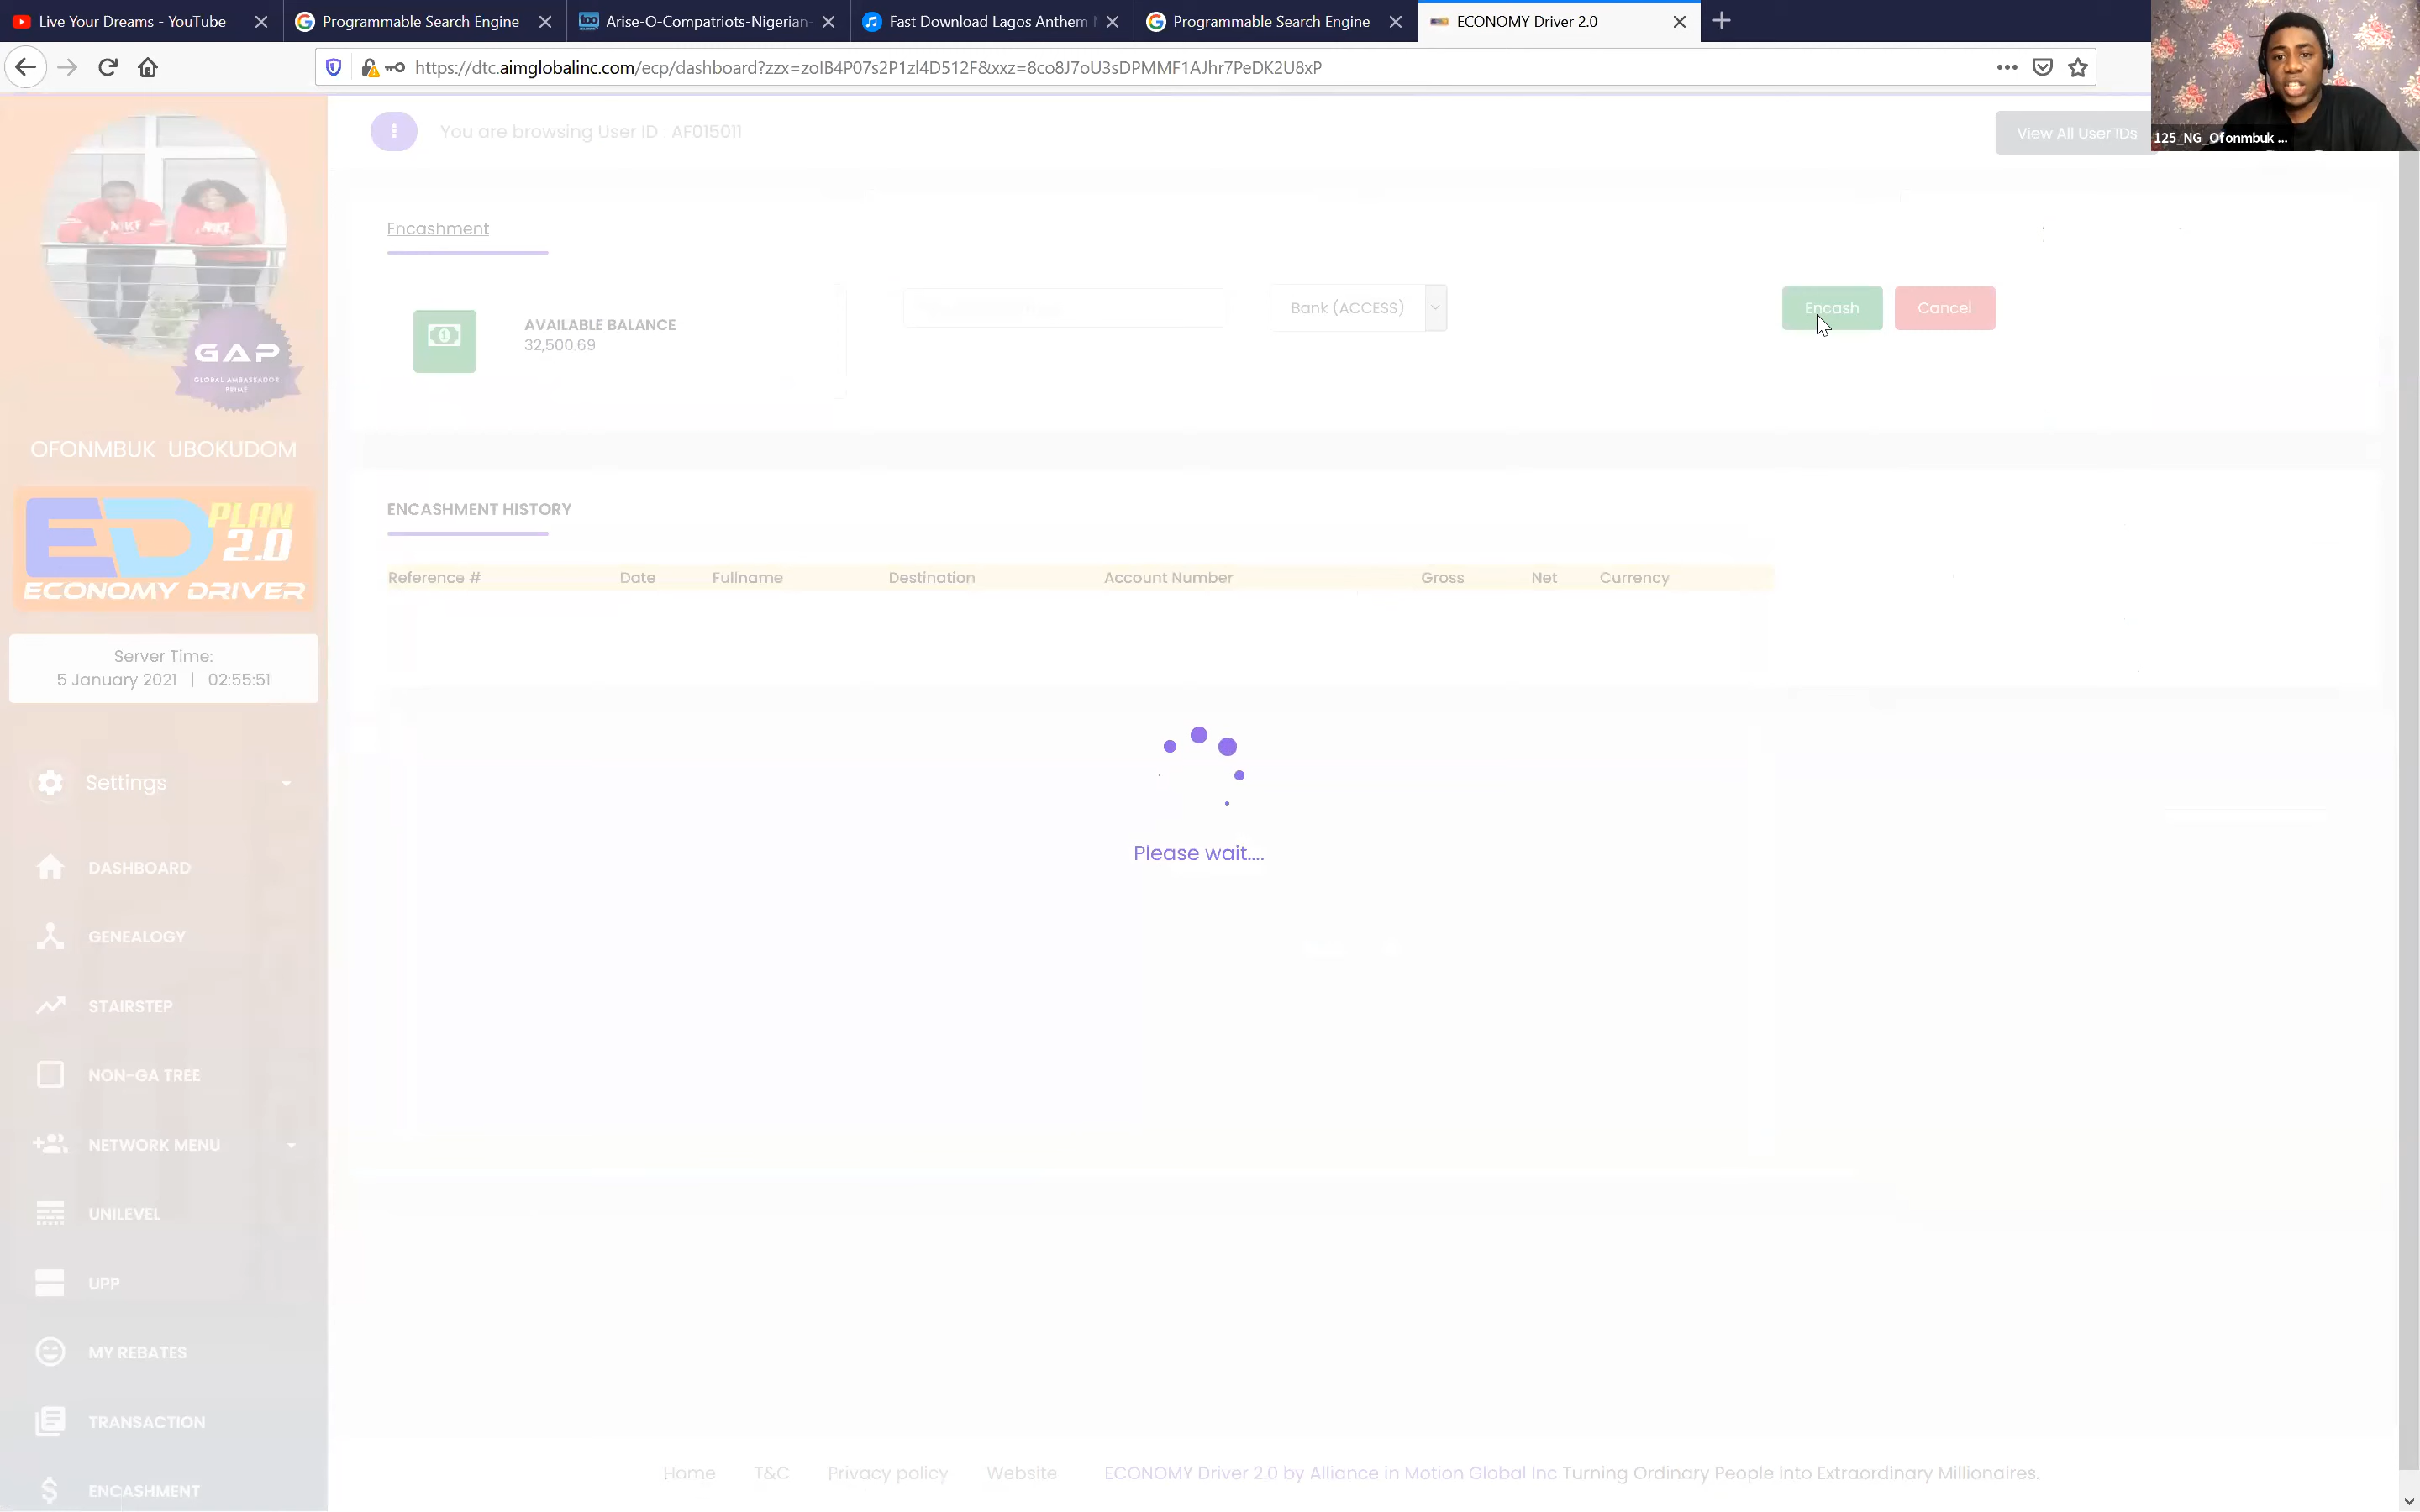 Live Your Dreams - YouTube
Programmable Search Engine
Arise-O-Compatriots-Nigerian-
Fast Download Lagos Anthem
Programmable Search Engine
ECONOMY Driver 2.0
https://dtc.aimglobalinc.com/ecp/dashboard?zzx=zoIB4P07s2P1zl4D512F&xxz=8co8J7oU3sDPMMF1AJhr7PeDK2U8xP
125_NG_Ofonmbuk ...
You are browsing User ID : AF015011
View All User IDs
NIKE
NIKE
GAP
GLOBAL AMBASSADOR
OFONMBUK UBOKUDOM
ED PLAN 2.0
ECONOMY DRIVER
Server Time:
5 January 2021 | 02:55:51
Settings
DASHBOARD
GENEALOGY
STAIRSTEP
NON-GA TREE
NETWORK MENU
UNILEVEL
UPP
MY REBATES
TRANSACTION
ENCASHMENT
Encashment
AVAILABLE BALANCE
32,500.69
Bank (ACCESS)
Encash
Cancel
ENCASHMENT HISTORY
Reference # Date Fullname Destination Account Number Gross Net Currency
Please wait....
Home T&C Privacy policy Website ECONOMY Driver 2.0 by Alliance in Motion Global Inc Turning Ordinary People into Extraordinary Millionaires.